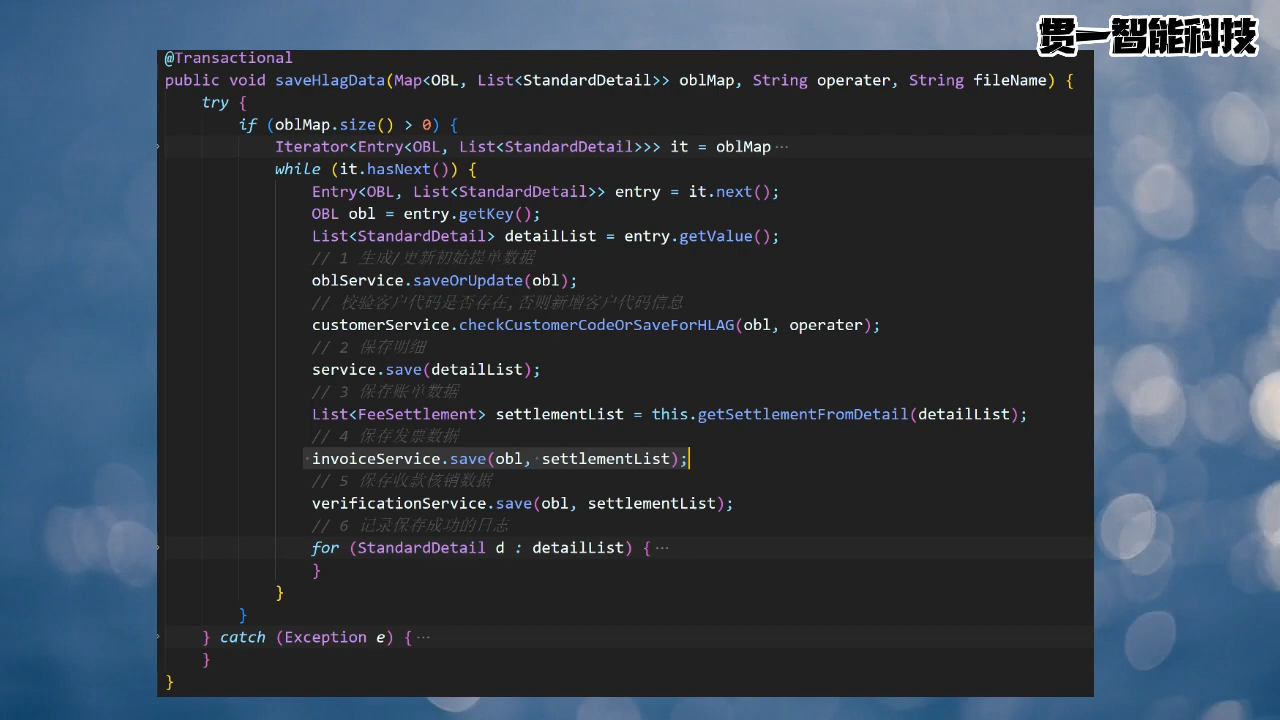 贯一智能科技
@Transactional
public void saveHlagData(Map<OBL, List<StandardDetail>> oblMap, String operater, String fileName) {
try {
if (oblMap.size() > 0) {
Iterator<Entry<OBL, List<StandardDetail>>> it = oblMap···
while (it.hasNext()) {
Entry<OBL, List<StandardDetail>> entry = it.next();
OBL obl = entry.getKey();
List<StandardDetail> detailList = entry.getValue();
// 1 生成/更新初始提单数据
oblService.saveOrUpdate(obl);
// 校验客户代码是否存在,否则新增客户代码信息
customerService.checkCustomerCodeOrSaveForHLAG(obl, operater);
// 2 保存明细
service.save(detailList);
// 3 保存账单数据
List<FeeSettlement> settlementList = this.getSettlementFromDetail(detailList);
// 4 保存发票数据
invoiceService.save(obl, settlementList);
// 5 保存收款核销数据
verificationService.save(obl, settlementList);
// 6 记录保存成功的日志
for (StandardDetail d : detailList) {···
}
}
}
} catch (Exception e) {···
}
}